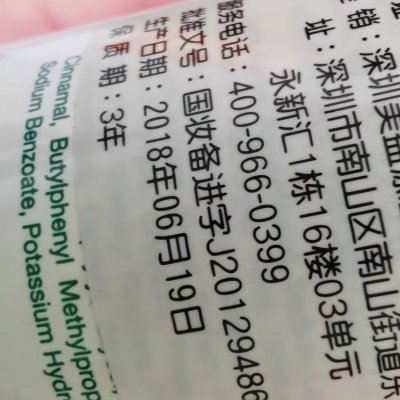 销：深圳美盛源
址：深圳市南山区南山街道东
永新汇1栋16楼03单元
服务电话：400-966-0399
批准文号：国妆备进字J20129486
生产日期：2018年06月19日
保质期：3年
Cinnamal, Butylphenyl Methylprop
Sodium Benzoate, Potassium Hydr